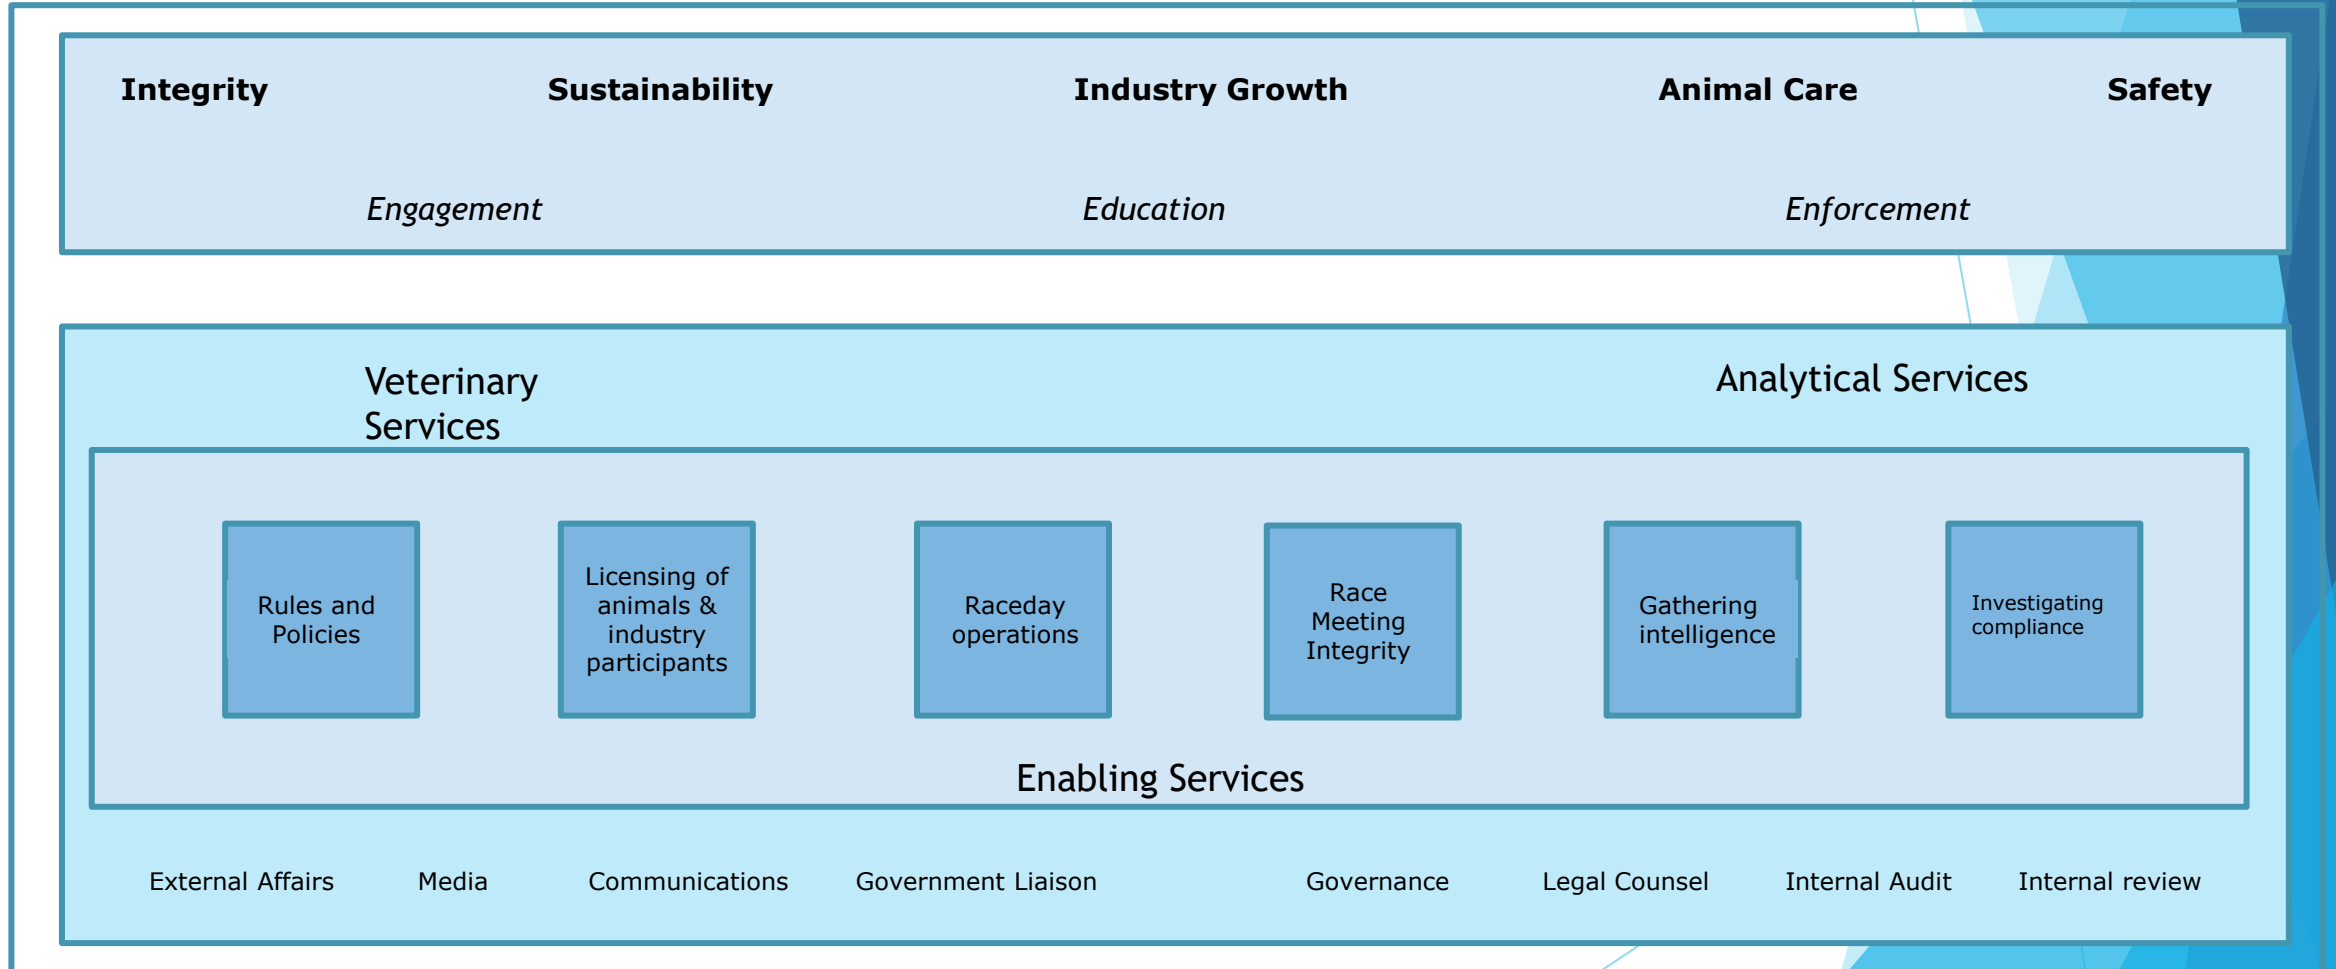 Integrity Sustainability Industry Growth Animal Care Safety
Engagement Education Enforcement
Veterinary
Services
Analytical Services
Rules and
Policies
Licensing of
animals &
industry
participants
Raceday
operations
Race
Meeting
Integrity
Gathering
intelligence
Investigating
compliance
Enabling Services
External Affairs Media Communications Government Liaison Governance Legal Counsel Internal Audit Internal review